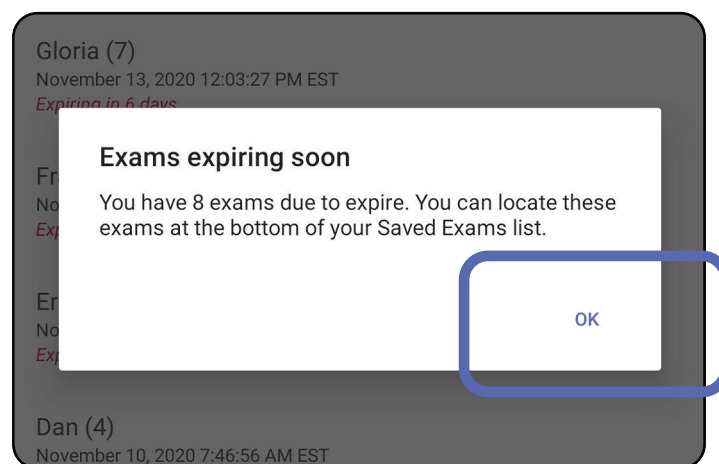 Gloria (7)
November 13, 2020 12:03:27 PM EST
Expiring in 6 days
Exams expiring soon
You have 8 exams due to expire. You can locate these
exams at the bottom of your Saved Exams list.
OK
Dan (4)
November 10, 2020 7:46:56 AM EST